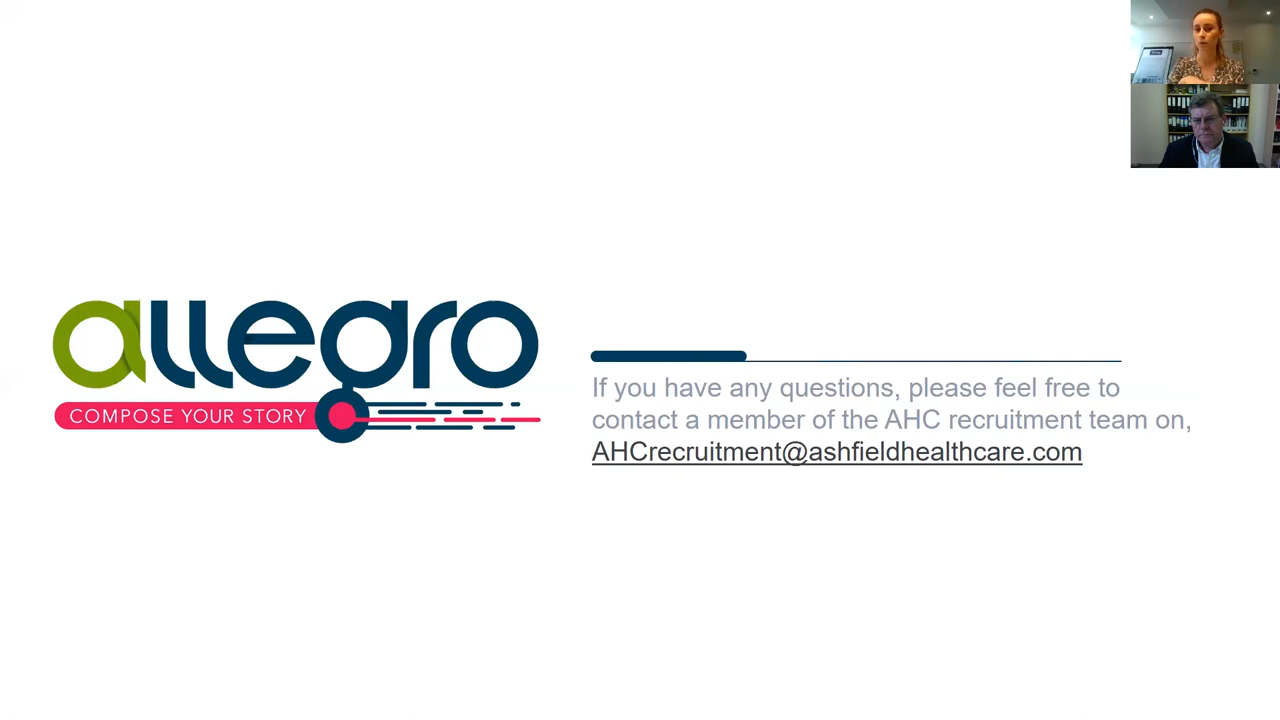 allegro
COMPOSE YOUR STORY
If you have any questions, please feel free to
contact a member of the AHC recruitment team on,
AHCrecruitment@ashfieldhealthcare.com